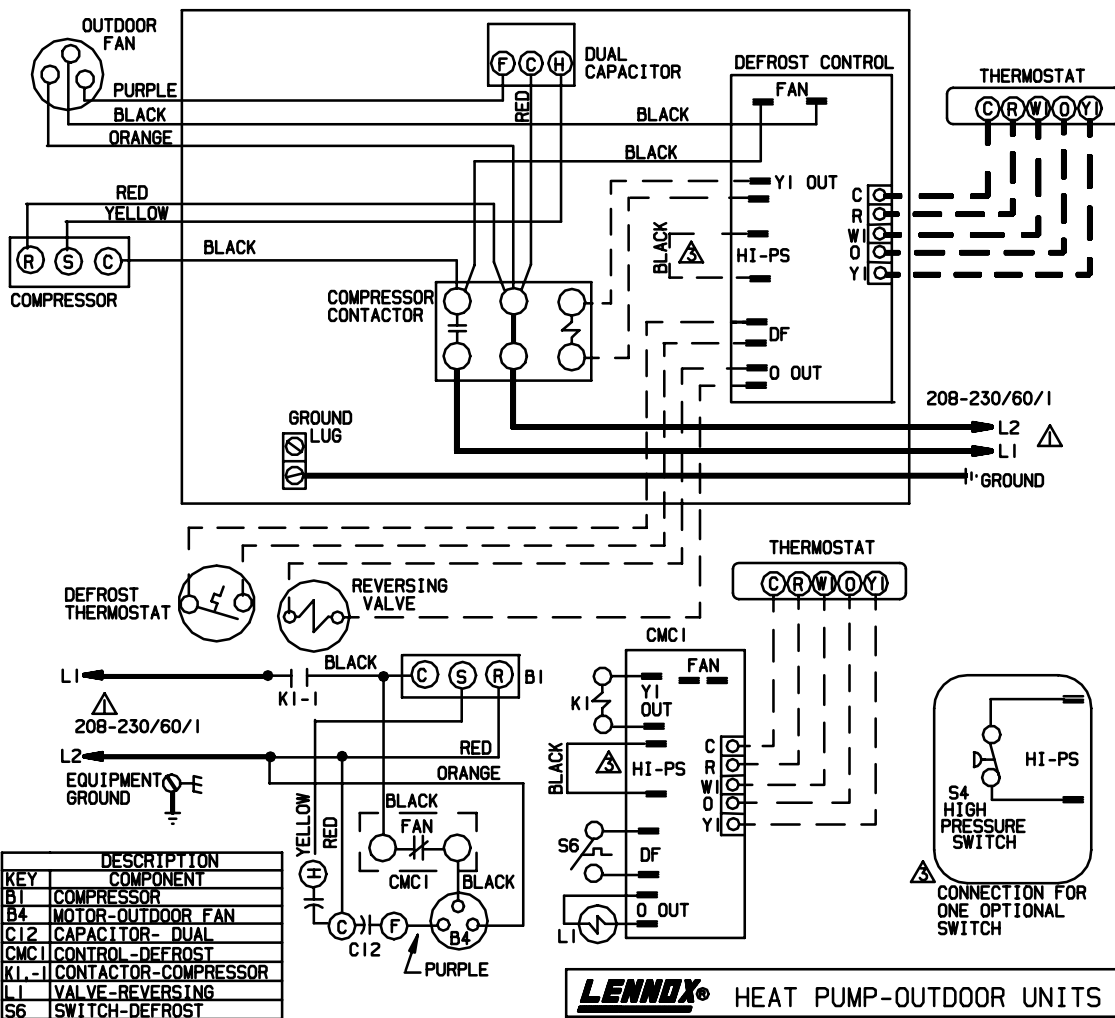 OUTDOOR
FAN
PURPLE
BLACK
ORANGE
RED
F C H
DUAL
CAPACITOR
BLACK
BLACK
DEFROST CONTROL
FAN
Y1 OUT
BLACK
3
HI-PS
DF
O OUT
C
R
W1
O
Y1
THERMOSTAT
C R W1 O Y1
RED
YELLOW
BLACK
R S C
COMPRESSOR
COMPRESSOR
CONTACTOR
GROUND
LUG
208-230/60/1
L2
1
L1
GROUND
DEFROST
THERMOSTAT
REVERSING
VALVE
THERMOSTAT
C R W1 O Y1
L1
K1-1
BLACK
C S R
B1
1
208-230/60/1
L2
RED
ORANGE
EQUIPMENT
GROUND
YELLOW
RED
BLACK
FAN
CMC1
BLACK
H
C
F
C12
B4
PURPLE
CMC1
FAN
K1
Y1
OUT
BLACK
3
HI-PS
S6
DF
O OUT
L1
C
R
W1
O
Y1
HI-PS
S4
HIGH
PRESSURE
SWITCH
3
CONNECTION FOR
ONE OPTIONAL
SWITCH
DESCRIPTION
KEY COMPONENT
B1 COMPRESSOR
B4 MOTOR-OUTDOOR FAN
C12 CAPACITOR- DUAL
CMC1 CONTROL-DEFROST
K1,-1 CONTACTOR-COMPRESSOR
L1 VALVE-REVERSING
S6 SWITCH-DEFROST
LENNOX® HEAT PUMP-OUTDOOR UNITS